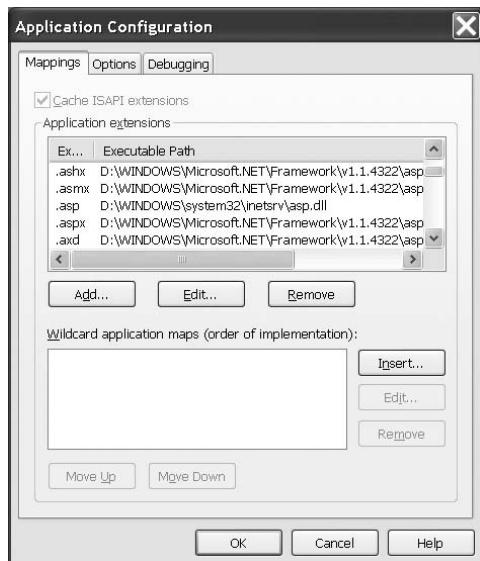 Application Configuration
Mappings Options Debugging
Cache ISAPI extensions
Application extensions
Ex... Executable Path
.ashx D:\WINDOWS\Microsoft.NET\Framework\v1.1.4322\asp
.asmx D:\WINDOWS\Microsoft.NET\Framework\v1.1.4322\asp
.asp D:\WINDOWS\system32\inetsrv\asp.dll
.aspx D:\WINDOWS\Microsoft.NET\Framework\v1.1.4322\asp
.axd D:\WINDOWS\Microsoft.NET\Framework\v1.1.4322\asp
Add... Edit... Remove
Wildcard application maps (order of implementation):
Insert...
Edit...
Remove
Move Up Move Down
OK Cancel Help